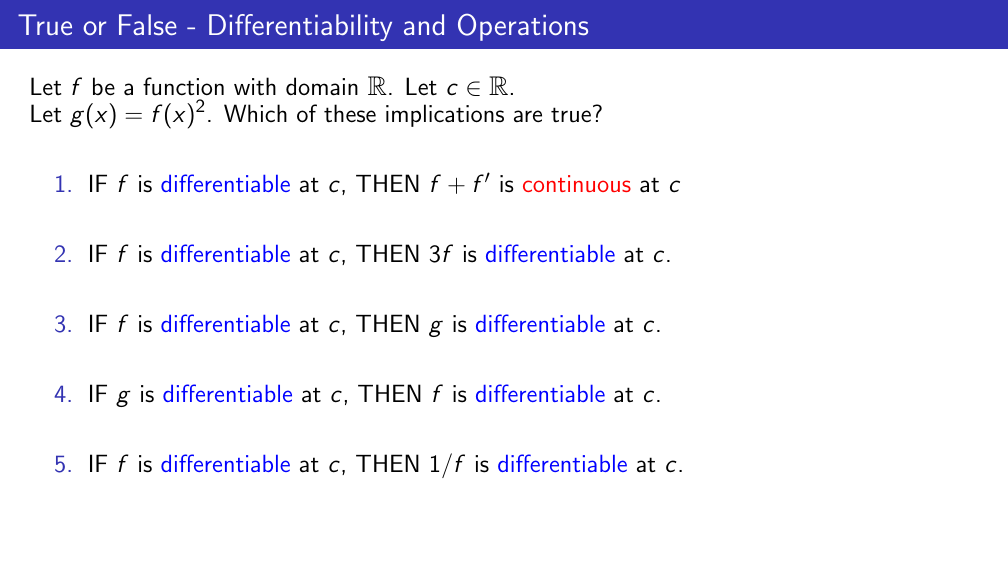 True or False - Differentiability and Operations
Let f be a function with domain ℝ. Let c ∈ ℝ.
Let g(x) = f(x)². Which of these implications are true?
1. IF f is differentiable at c, THEN f + f′ is continuous at c
2. IF f is differentiable at c, THEN 3f is differentiable at c.
3. IF f is differentiable at c, THEN g is differentiable at c.
4. IF g is differentiable at c, THEN f is differentiable at c.
5. IF f is differentiable at c, THEN 1/f is differentiable at c.